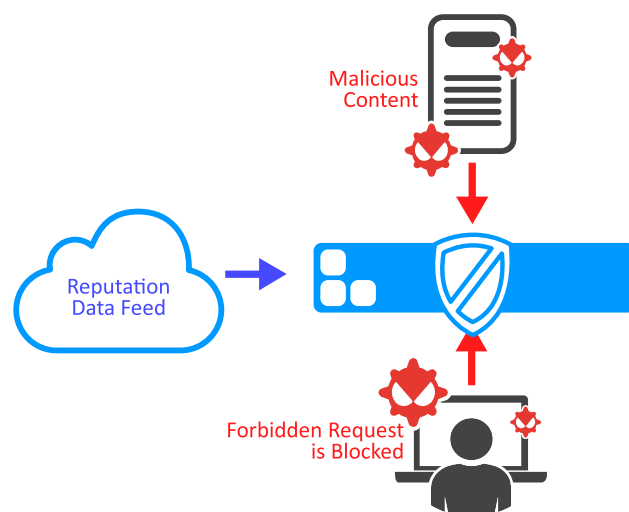 Malicious
Content
Reputation
Data Feed
Forbidden Request
is Blocked